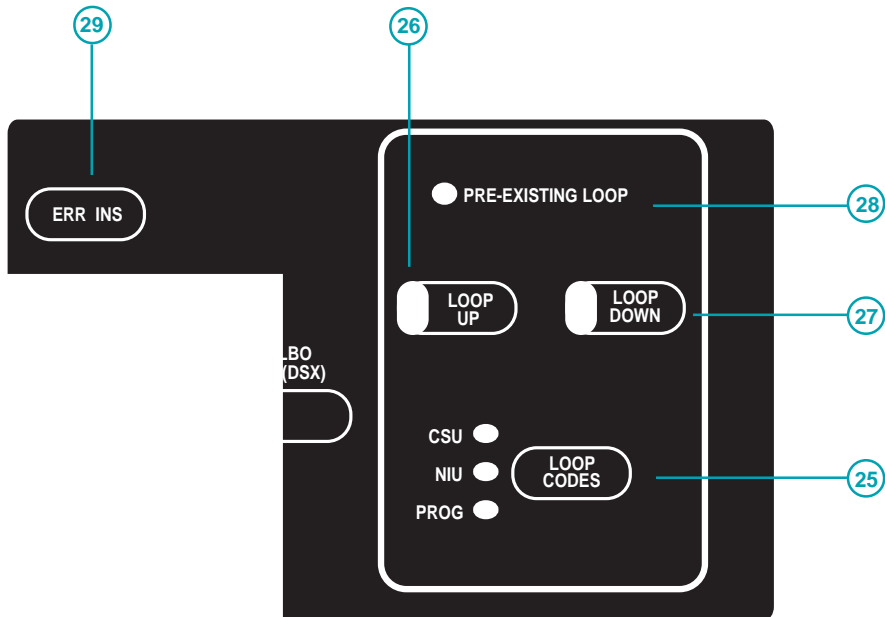 29
26
ERR INS
PRE-EXISTING LOOP
28
LOOP
UP
LOOP
DOWN
27
LBO
(DSX)
CSU
NIU
PROG
LOOP
CODES
25